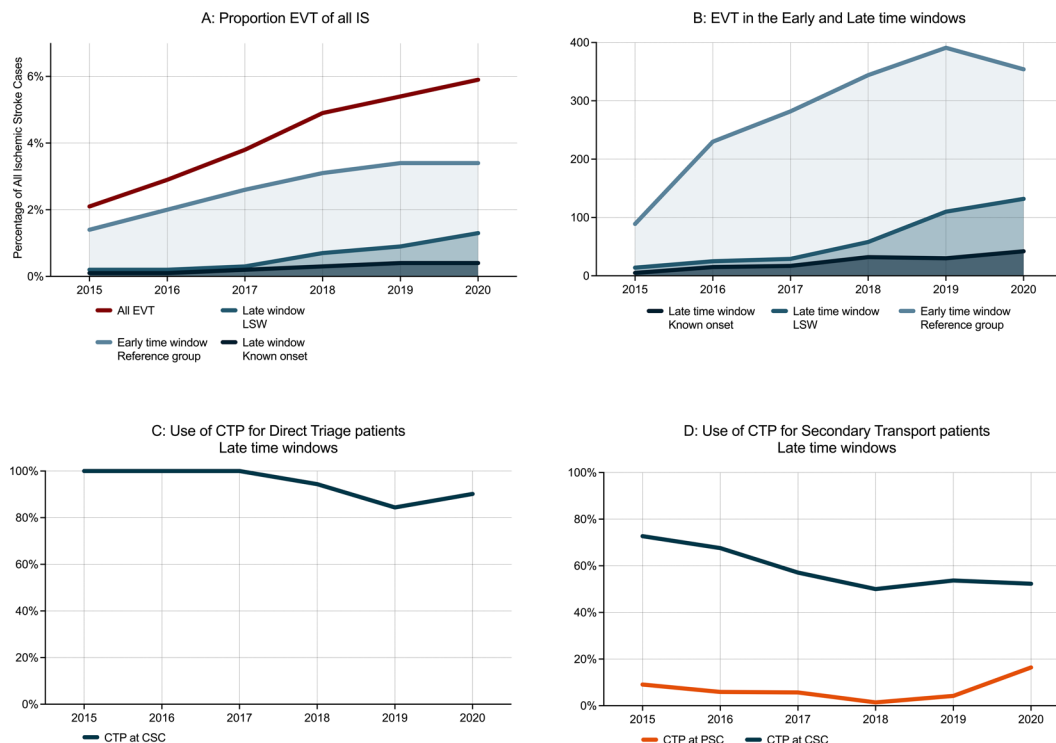 A: Proportion EVT of all IS
Percentage of All Ischemic Stroke Cases
6%
4%
2%
0%
2015 2016 2017 2018 2019 2020
All EVT
Late window
LSW
Early time window
Reference group
Late window
Known onset
B: EVT in the Early and Late time windows
400
300
200
100
0
2015 2016 2017 2018 2019 2020
Late time window
Known onset
Late time window
LSW
Early time window
Reference group
C: Use of CTP for Direct Triage patients
Late time windows
100%
80%
60%
40%
20%
0%
2015 2016 2017 2018 2019 2020
CTP at CSC
D: Use of CTP for Secondary Transport patients
Late time windows
100%
80%
60%
40%
20%
0%
2015 2016 2017 2018 2019 2020
CTP at PSC CTP at CSC